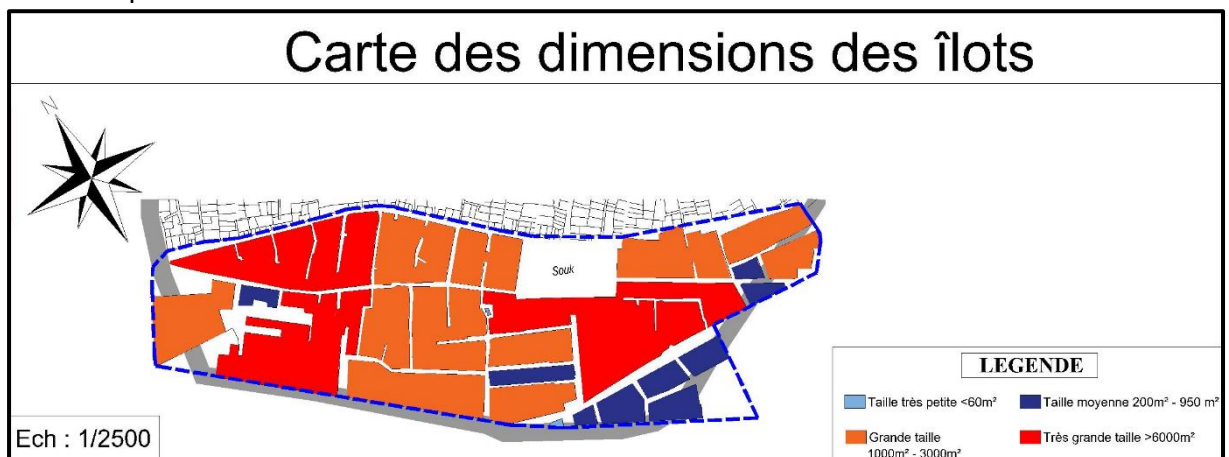 Carte des dimensions des îlots
N
Souk
LEGENDE
Taille très petite <60m²
Taille moyenne 200m² - 950 m²
Grande taille
1000m² - 3000m²
Très grande taille >6000m²
Ech : 1/2500